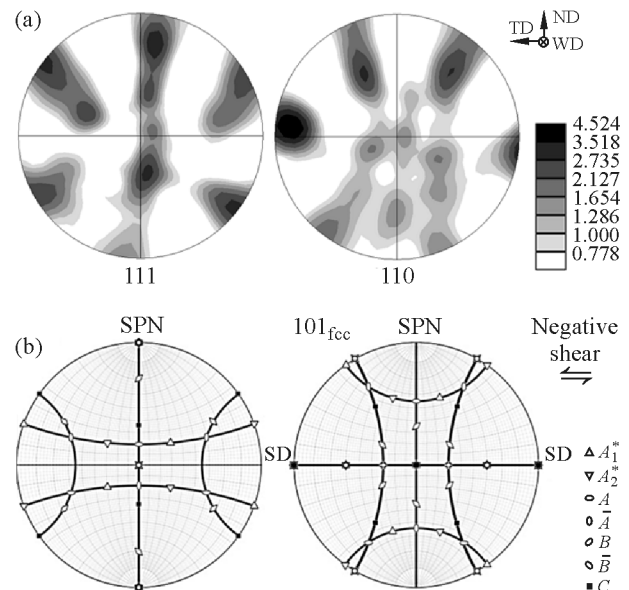 (a)
ND
TD
WD
4.524
3.518
2.735
2.127
1.654
1.286
1.000
0.778
111
110
(b)
SPN
101fcc
SPN
Negative
shear
SD
SD
A1*
A2*
A
Ā
B
B̄
C